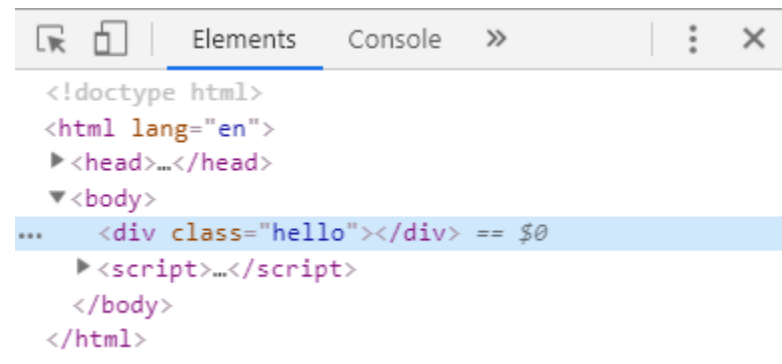 Elements Console »
<!doctype html>
<html lang="en">
<head>…</head>
<body>
… <div class="hello"></div> == $0
<script>…</script>
</body>
</html>